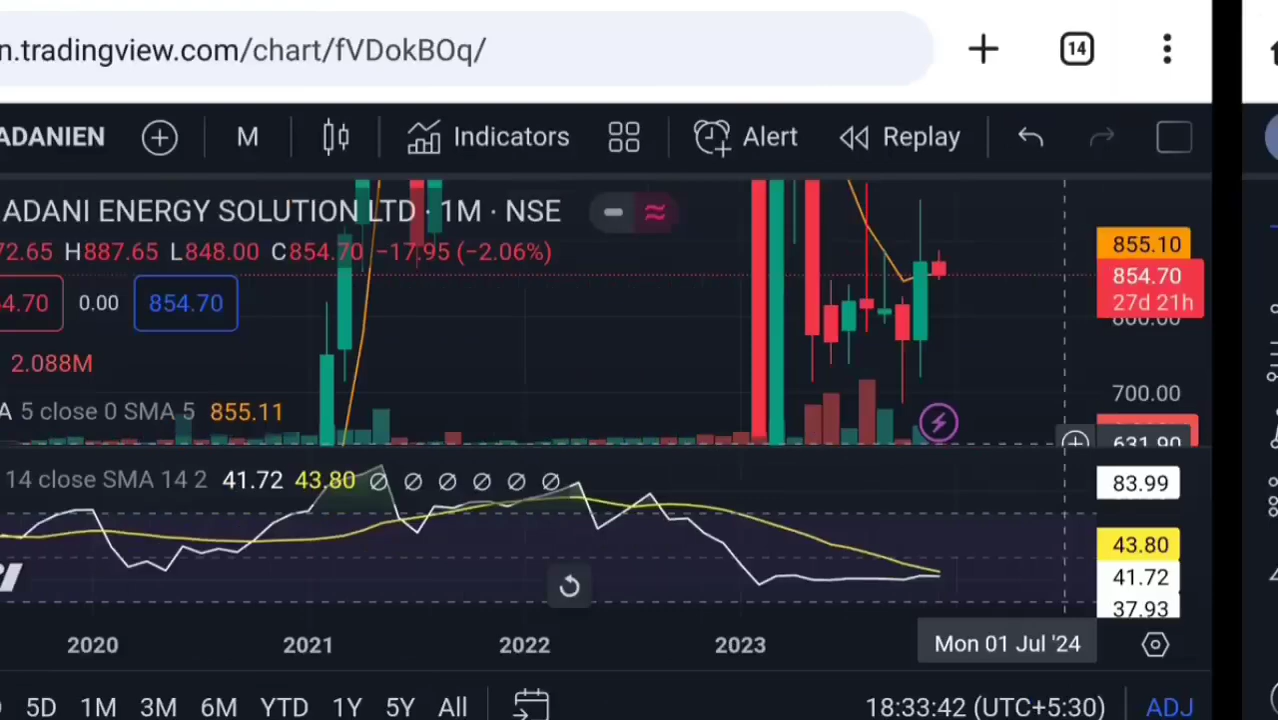 n.tradingview.com/chart/fVDokBOq/
14
ADANIEN M Indicators Alert Replay
ADANI ENERGY SOLUTION LTD · 1M · NSE
72.65 H887.65 L848.00 C854.70 −17.95 (−2.06%)
855.10
854.70
27d 21h
4.70 0.00 854.70
800.00
2.088M
700.00
A 5 close 0 SMA 5 855.11
631.90
14 close SMA 14 2 41.72 43.80 ∅ ∅ ∅ ∅ ∅ ∅
83.99
43.80
41.72
37.93
2020 2021 2022 2023 Mon 01 Jul '24
5D 1M 3M 6M YTD 1Y 5Y All 18:33:42 (UTC+5:30) ADJ